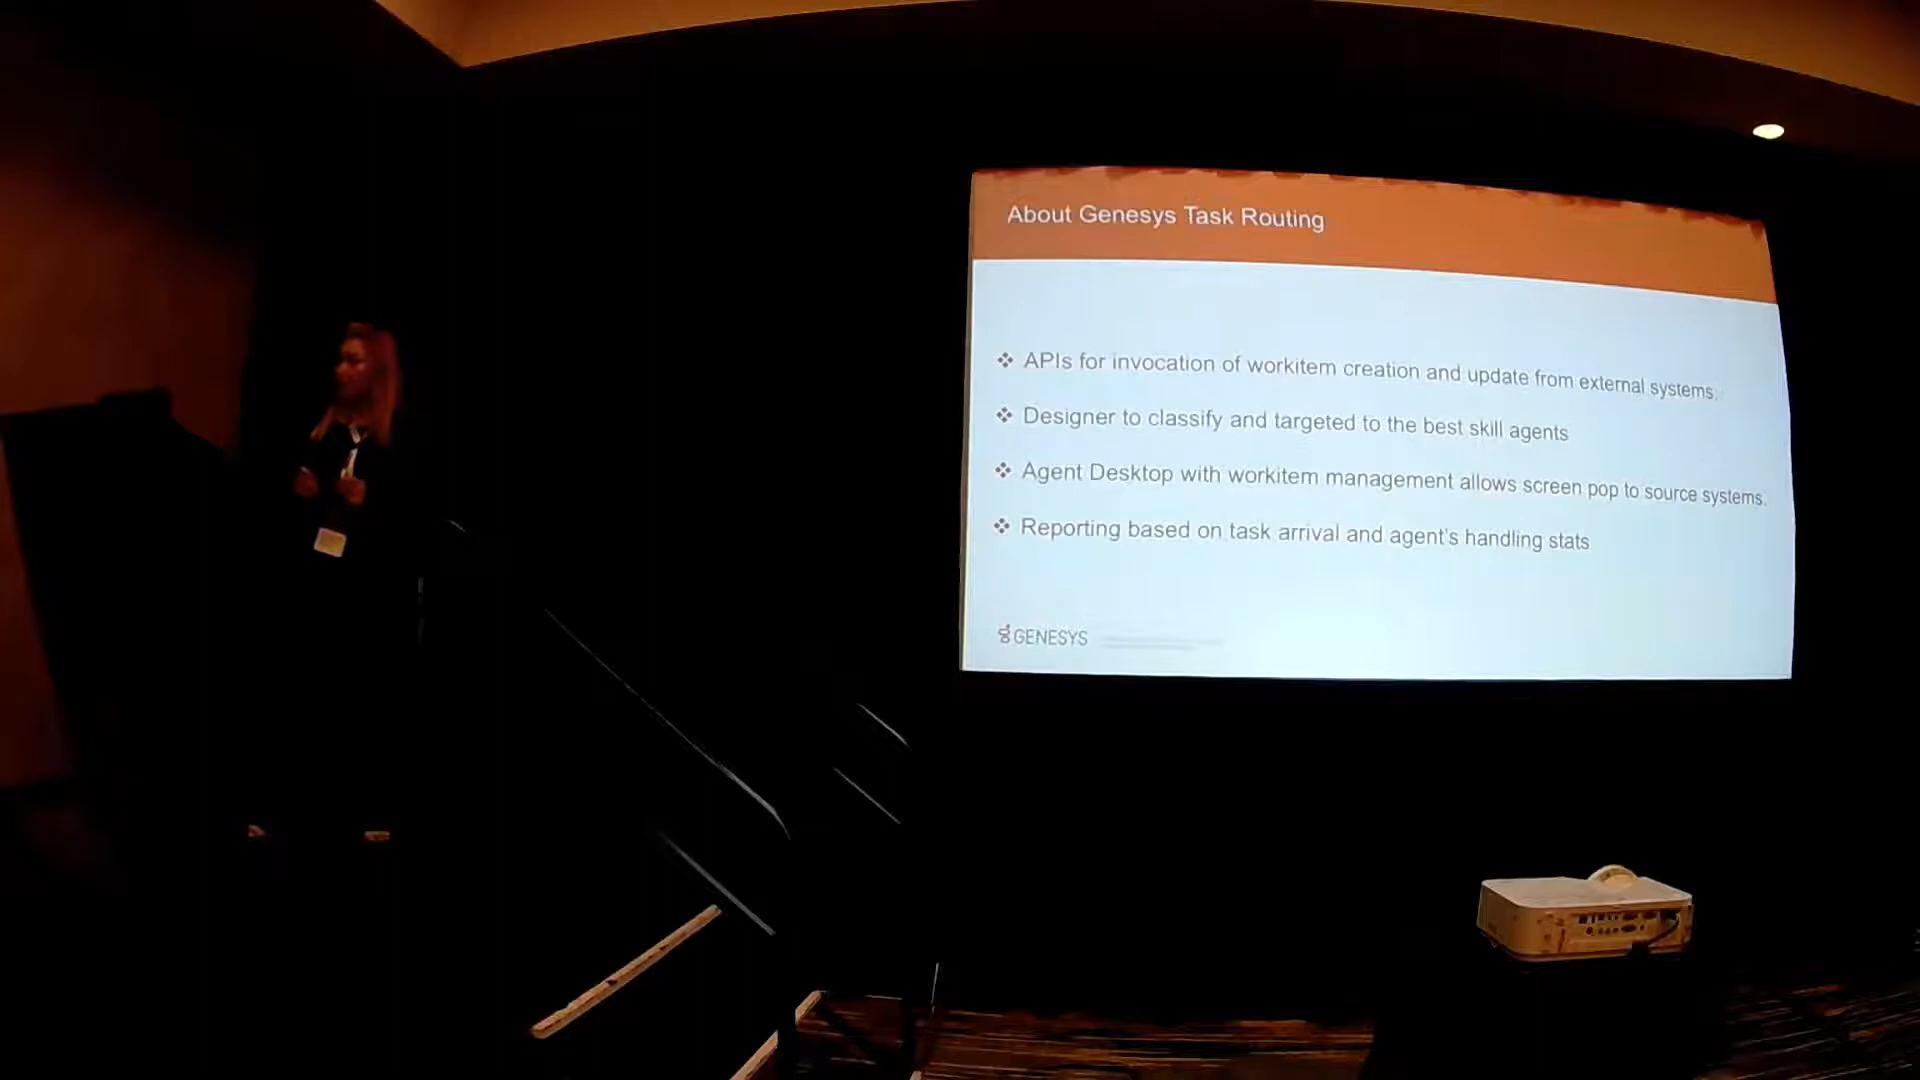 About Genesys Task Routing
❖ APIs for invocation of workitem creation and update from external systems.
❖ Designer to classify and targeted to the best skill agents
❖ Agent Desktop with workitem management allows screen pop to source systems.
❖ Reporting based on task arrival and agent's handling stats
GENESYS